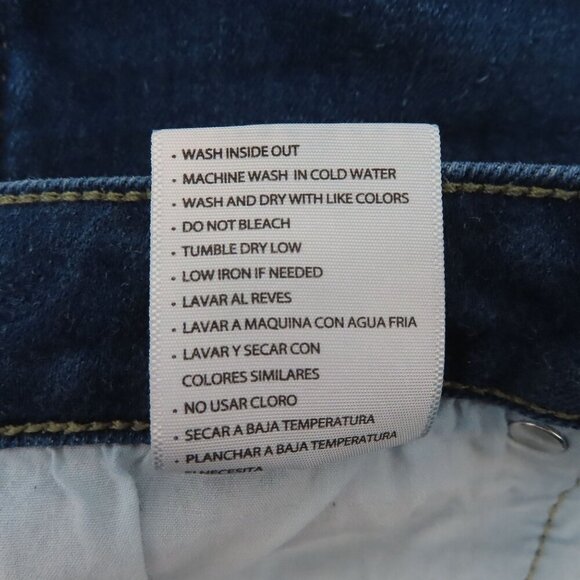 • WASH INSIDE OUT
• MACHINE WASH IN COLD WATER
• WASH AND DRY WITH LIKE COLORS
• DO NOT BLEACH
• TUMBLE DRY LOW
• LOW IRON IF NEEDED
• LAVAR AL REVES
• LAVAR A MAQUINA CON AGUA FRIA
• LAVAR Y SECAR CON
COLORES SIMILARES
• NO USAR CLORO
• SECAR A BAJA TEMPERATURA
• PLANCHAR A BAJA TEMPERATURA